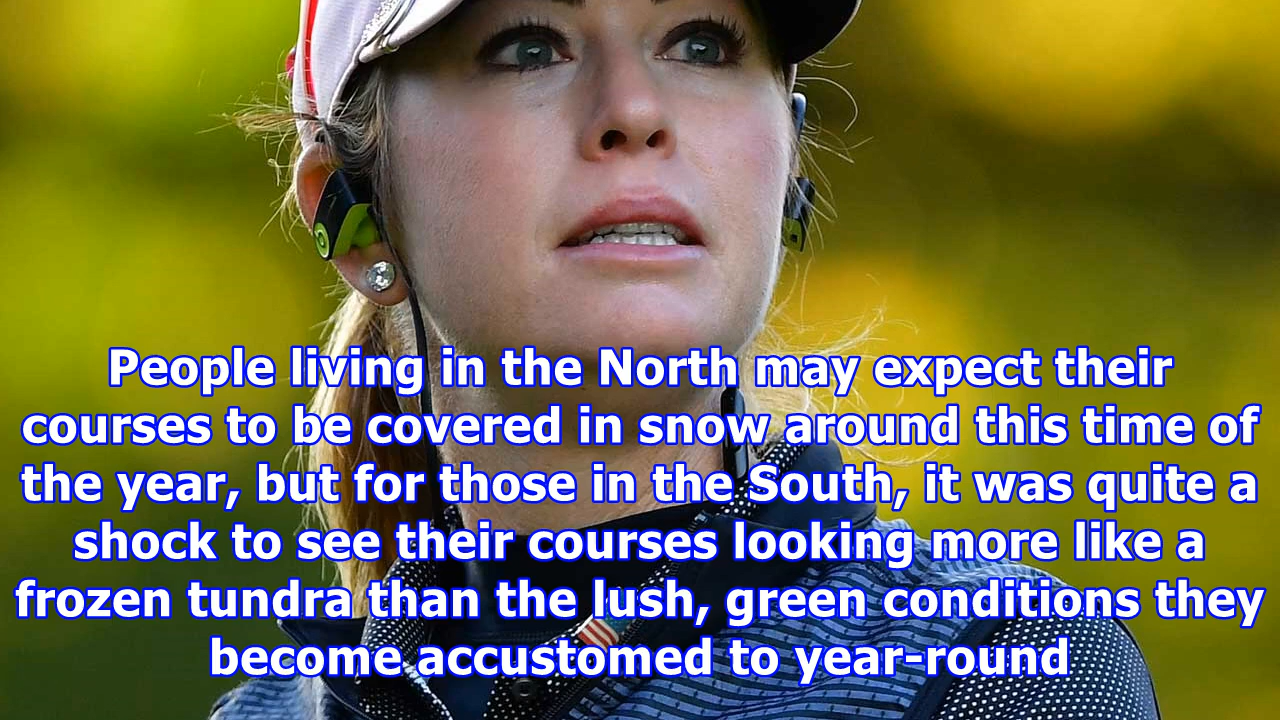 People living in the North may expect their
courses to be covered in snow around this time of
the year, but for those in the South, it was quite a
shock to see their courses looking more like a
frozen tundra than the lush, green conditions they
become accustomed to year-round